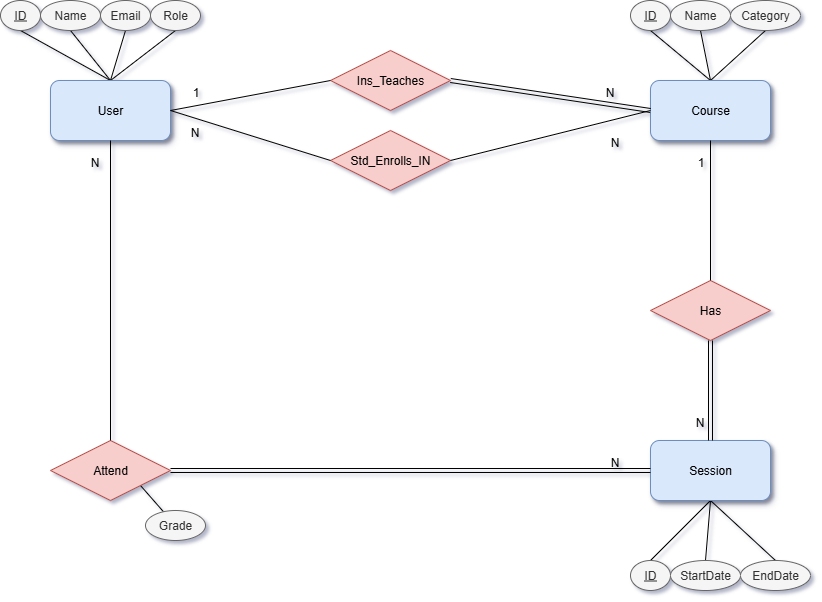 ID Name Email Role
ID Name Category
User
1
N
Ins_Teaches
Std_Enrolls_IN
N
N
Course
N
1
Has
N
Attend
N
Session
Grade
ID StartDate EndDate